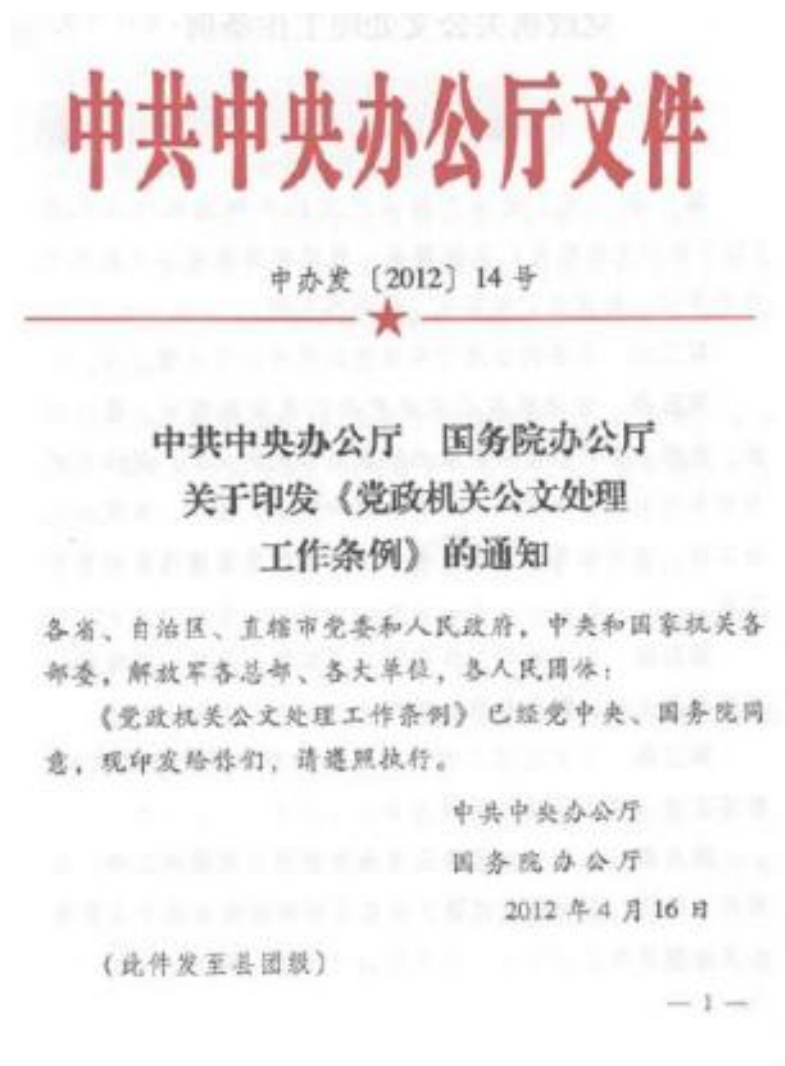 中共中央办公厅文件
中办发〔2012〕14号
中共中央办公厅　国务院办公厅
关于印发《党政机关公文处理
工作条例》的通知
各省、自治区、直辖市党委和人民政府，中央和国家机关各
部委，解放军各总部、各大单位，各人民团体：
《党政机关公文处理工作条例》已经党中央、国务院同
意，现印发给你们，请遵照执行。
中共中央办公厅
国务院办公厅
2012年4月16日
（此件发至县团级）
— 1 —